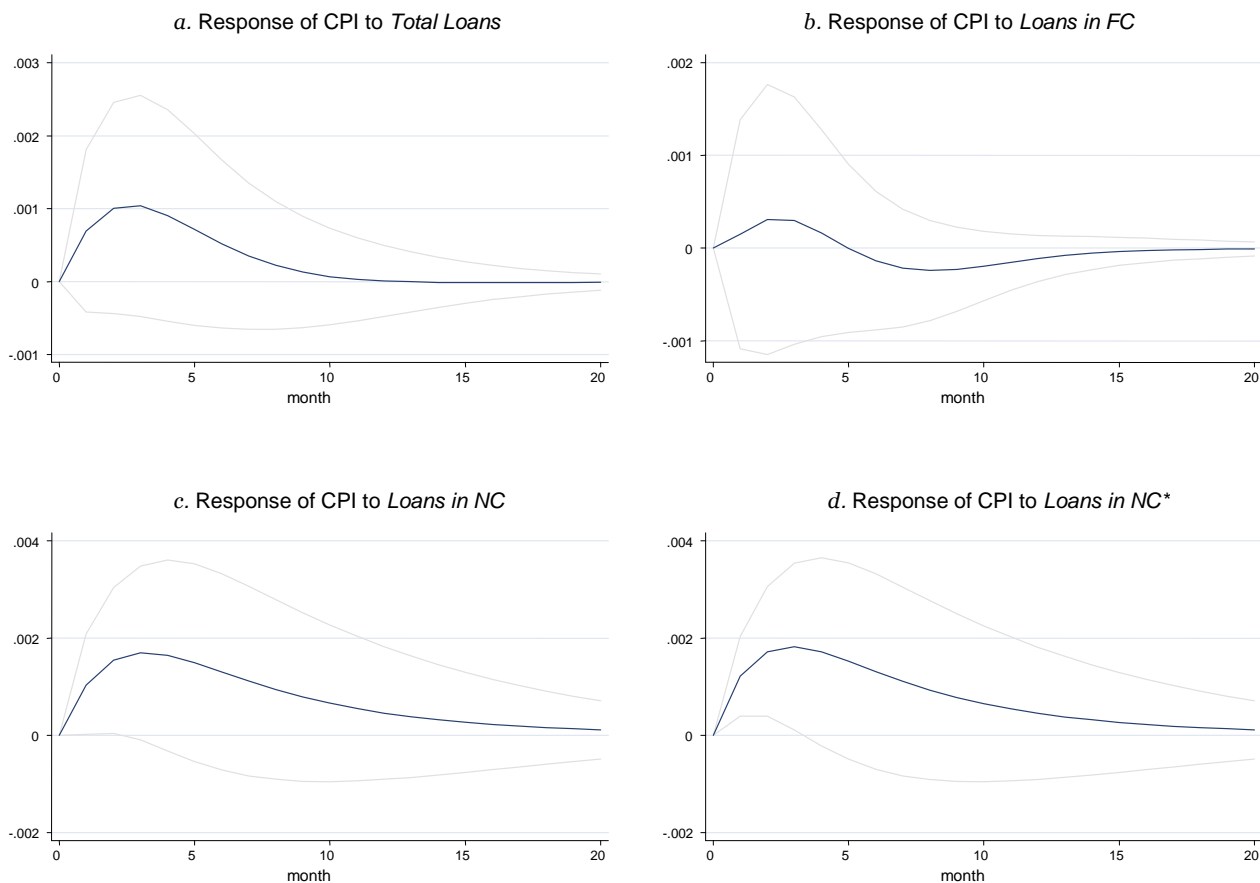 a. Response of CPI to Total Loans
.003
.002
.001
0
-.001
0 5 10 15 20
month
b. Response of CPI to Loans in FC
.002
.001
0
-.001
0 5 10 15 20
month
c. Response of CPI to Loans in NC
.004
.002
0
-.002
0 5 10 15 20
month
d. Response of CPI to Loans in NC*
.004
.002
0
-.002
0 5 10 15 20
month